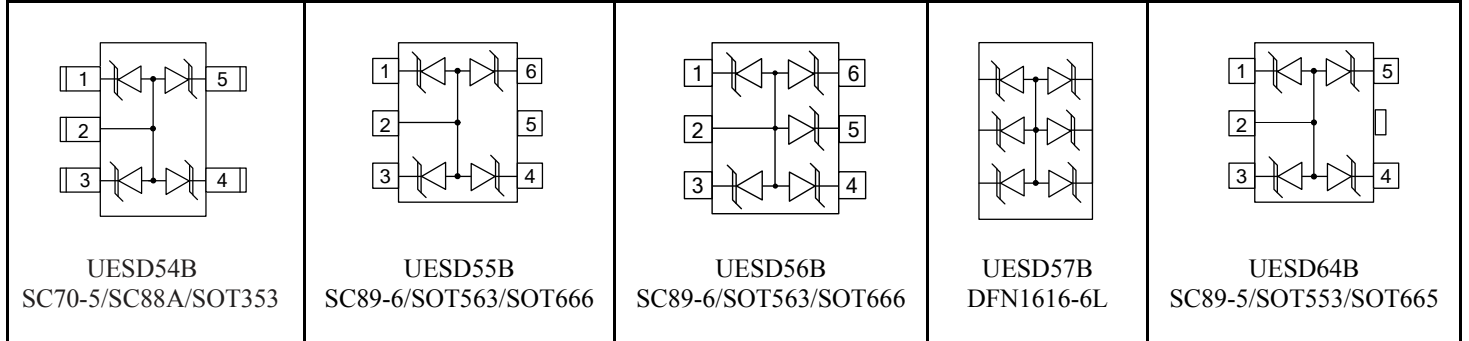 1 5
2
3 4
UESD54B
SC70-5/SC88A/SOT353
1 6
2 5
3 4
UESD55B
SC89-6/SOT563/SOT666
1 6
2 5
3 4
UESD56B
SC89-6/SOT563/SOT666
UESD57B
DFN1616-6L
1 5
2
3 4
UESD64B
SC89-5/SOT553/SOT665